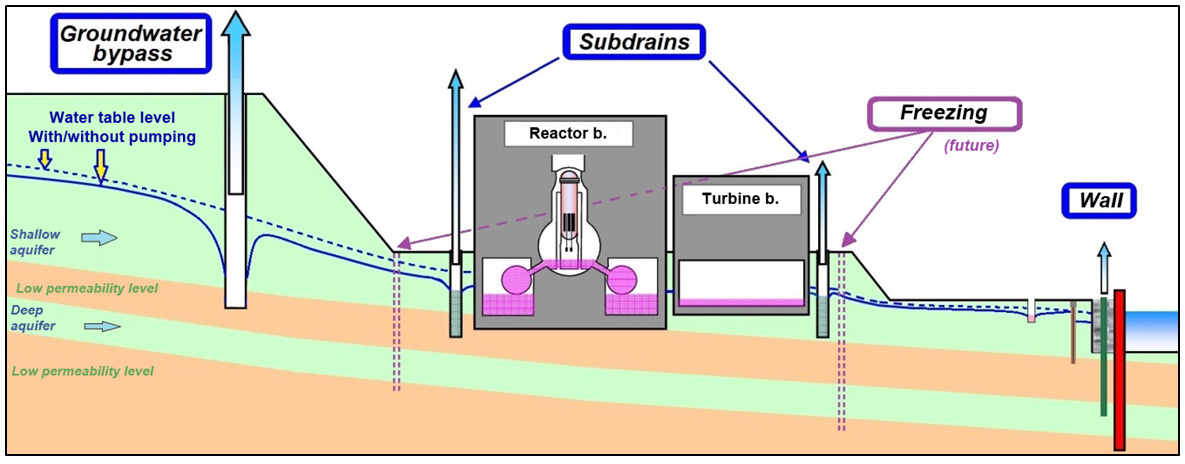 Groundwater
bypass
Subdrains
Freezing
(future)
Water table level
With/without pumping
Reactor b.
Turbine b.
Wall
Shallow
aquifer
Low permeability level
Deep
aquifer
Low permeability level